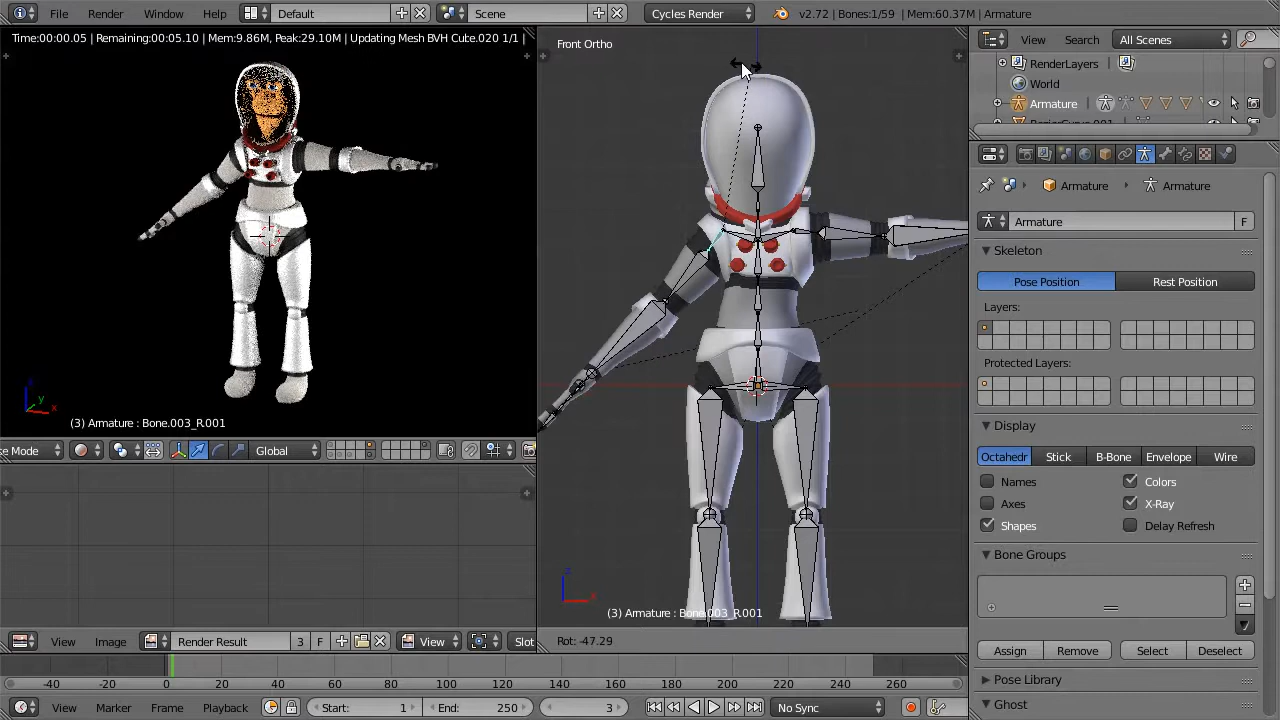 File Render Window Help Default Scene Cycles Render v2.72 | Bones:1/59 | Mem:60.37M | Armature
Time:00:00.05 | Remaining:00:05.10 | Mem:9.86M, Peak:29.10M | Updating Mesh BVH Cube.020 1/1 |
Front Ortho
View Search All Scenes
RenderLayers
World
Armature
Armature Armature
Armature F
Skeleton
Pose Position Rest Position
Layers:
Protected Layers:
Display
Octahedr Stick B-Bone Envelope Wire
Names Colors
Axes X-Ray
Shapes Delay Refresh
Bone Groups
Assign Remove Select Deselect
Pose Library
Ghost
z
y
x
(3) Armature : Bone.003_R.001
se Mode Global
z
x
(3) Armature : Bone.003_R.001
View Image Render Result 3 F View Slot
Rot: -47.29
-40 -20 0 20 40 60 80 100 120 140 160 180 200 220 240 260
View Marker Frame Playback Start: 1 End: 250 3 No Sync